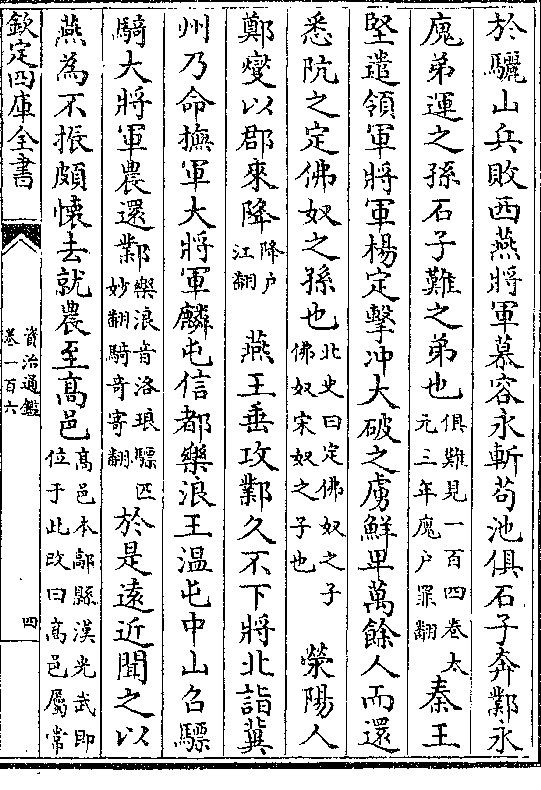 於驪山兵敗西燕將軍慕容永斬苟池俱石子奔鄴永
廆弟運之孫石子難之弟也俱難見一百四卷太元三年廆戶罪翻秦王
堅遣領軍將軍楊定擊冲大破之虜鮮卑萬餘人而還
悉阬之定佛奴之孫也北史曰定佛奴之子佛奴宋奴之子也滎陽人
鄭燮以郡來降降戶江翻燕王垂攻鄴久不下將北詣冀
州乃命撫軍大將軍麟屯信都樂浪王温屯中山召驃
騎大將軍農還鄴樂浪音洛琅驃匹妙翻騎奇寄翻於是遠近聞之以
燕為不振頗懷去就農至高邑高邑本鄗縣漢光武即位于此改曰高邑屬常
欽定四庫全書
資治通鑑
卷一百六
四